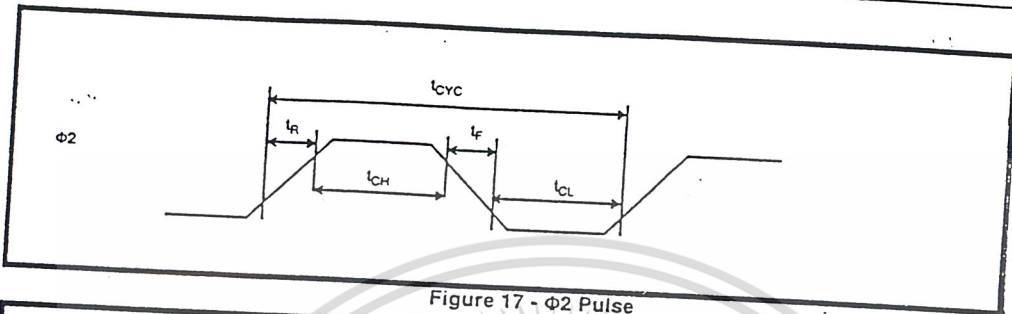 tCYC
tR
tF
Φ2
tCH
tCL
Figure 17 - Φ2 Pulse